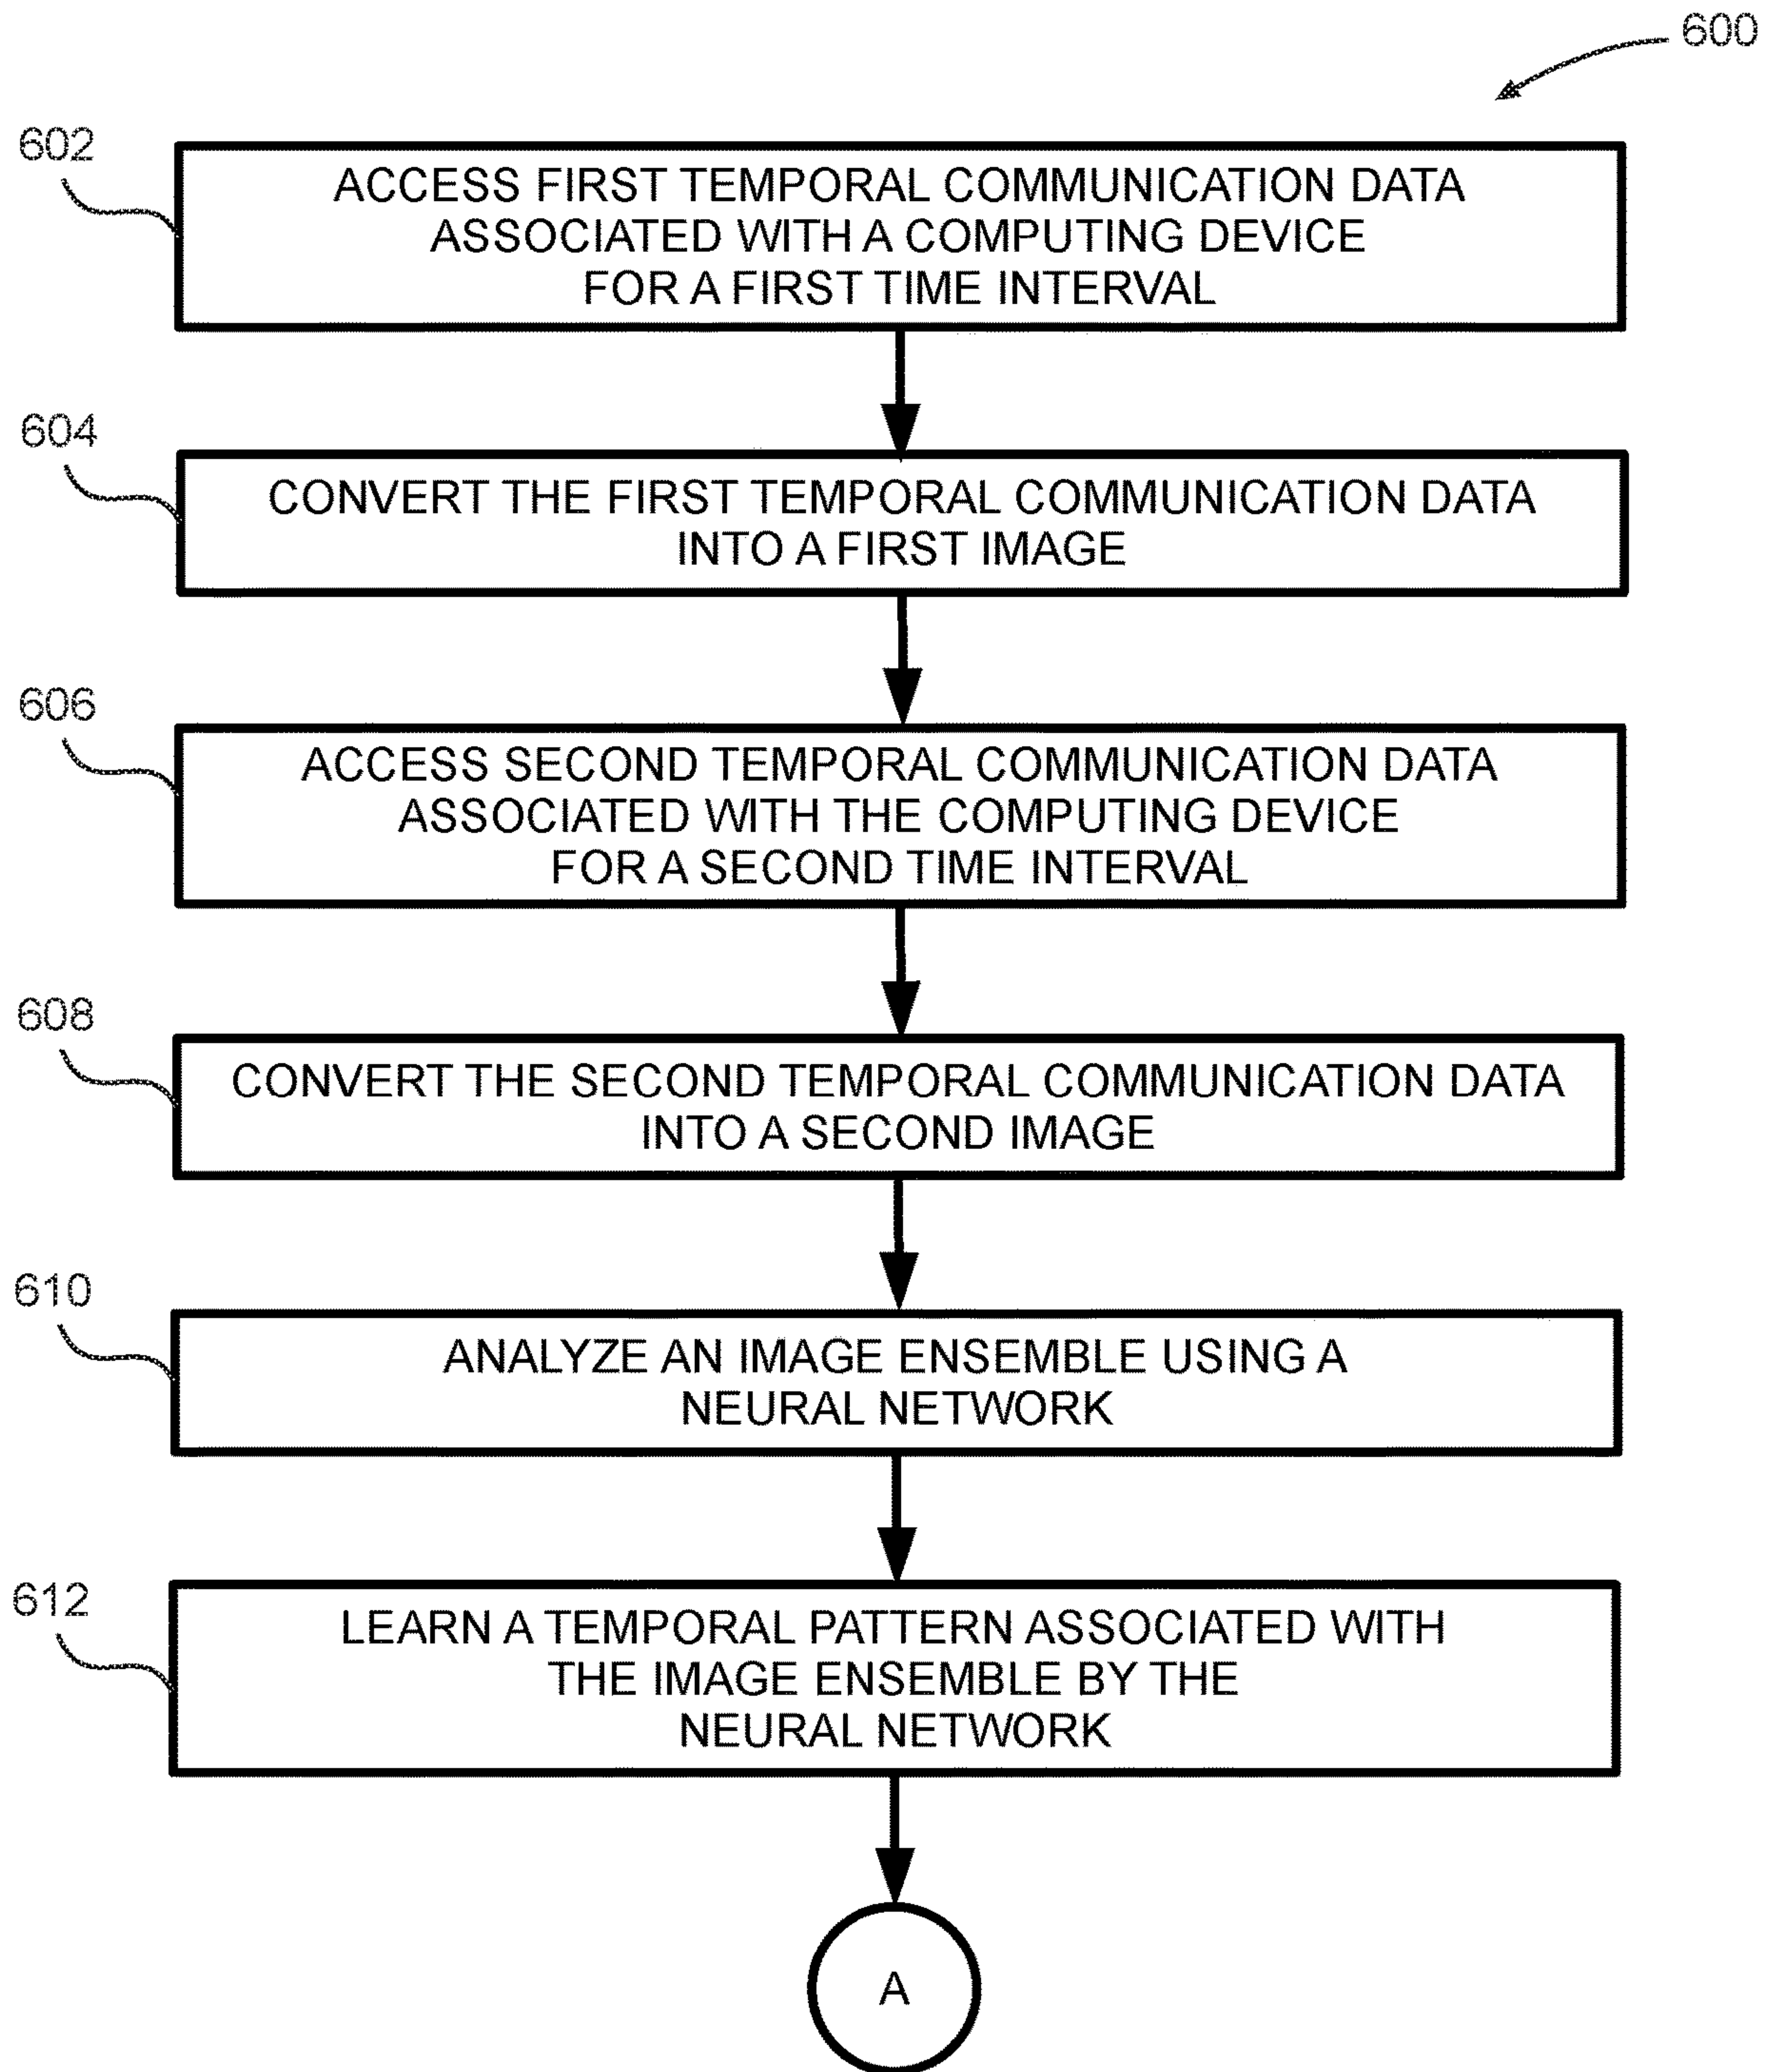 600
602
ACCESS FIRST TEMPORAL COMMUNICATION DATA
ASSOCIATED WITH A COMPUTING DEVICE
FOR A FIRST TIME INTERVAL
604
CONVERT THE FIRST TEMPORAL COMMUNICATION DATA
INTO A FIRST IMAGE
606
ACCESS SECOND TEMPORAL COMMUNICATION DATA
ASSOCIATED WITH THE COMPUTING DEVICE
FOR A SECOND TIME INTERVAL
608
CONVERT THE SECOND TEMPORAL COMMUNICATION DATA
INTO A SECOND IMAGE
610
ANALYZE AN IMAGE ENSEMBLE USING A
NEURAL NETWORK
612
LEARN A TEMPORAL PATTERN ASSOCIATED WITH
THE IMAGE ENSEMBLE BY THE
NEURAL NETWORK
A